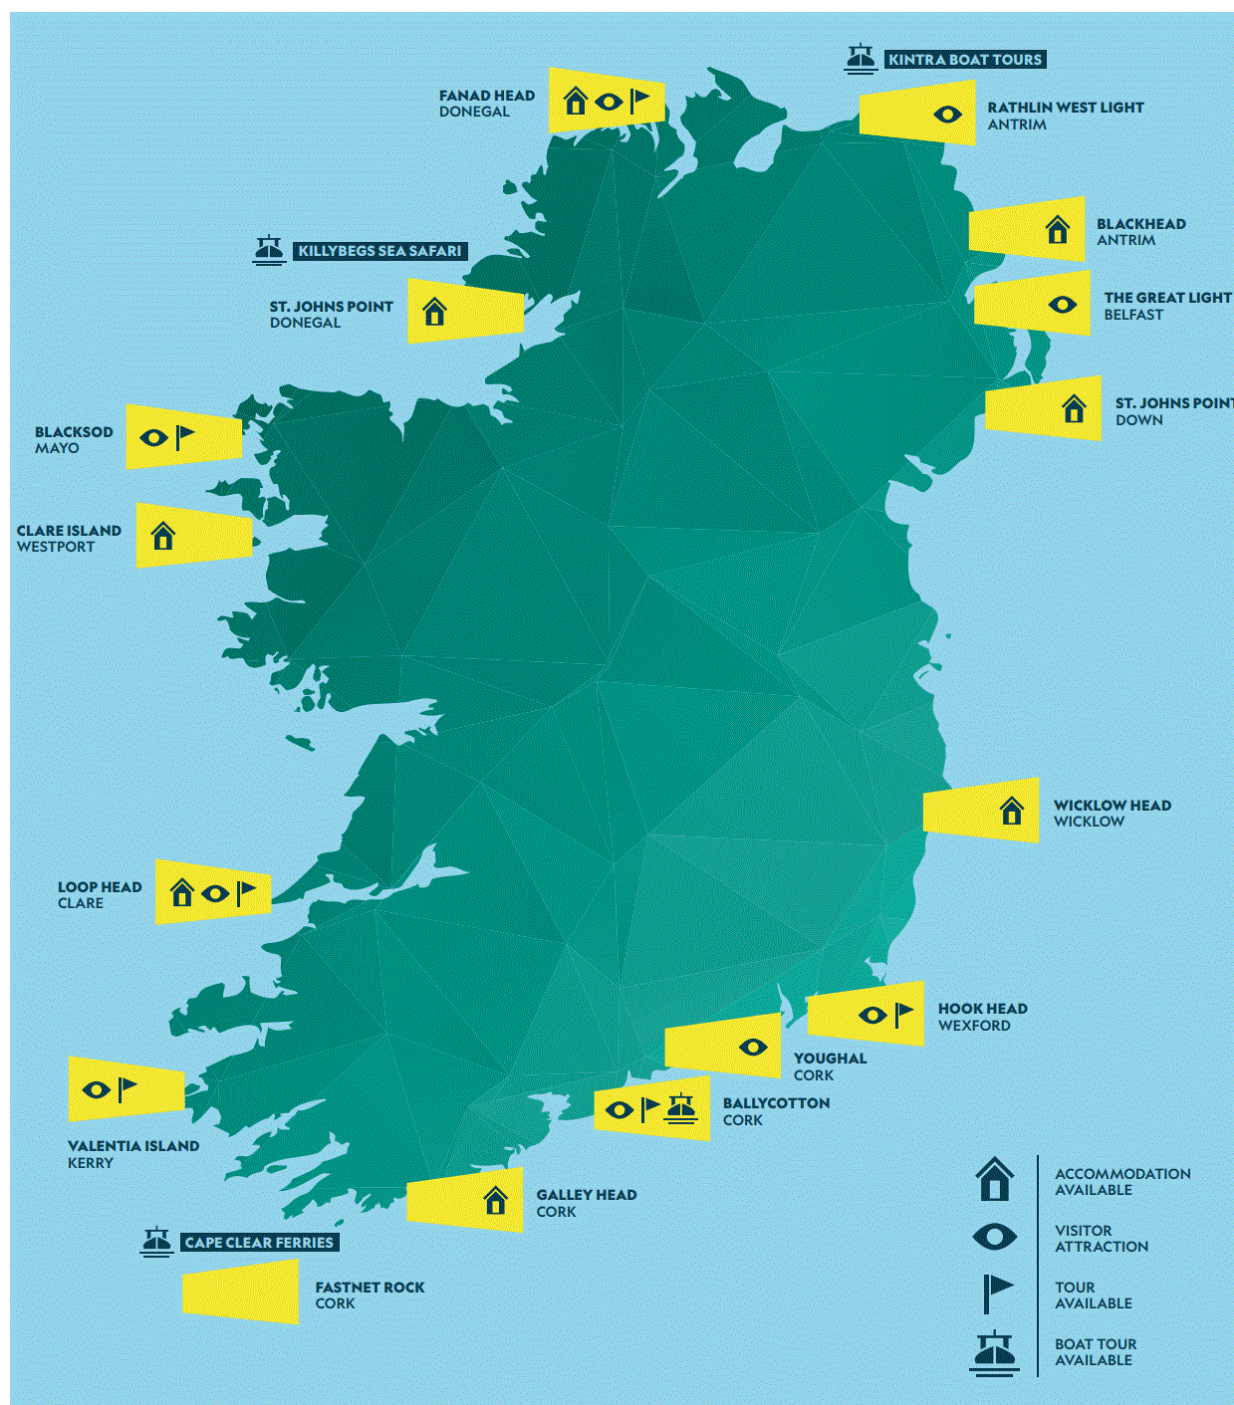 KINTRA BOAT TOURS
FANAD HEAD
DONEGAL
RATHLIN WEST LIGHT
ANTRIM
BLACKHEAD
ANTRIM
KILLYBEGS SEA SAFARI
ST. JOHNS POINT
DONEGAL
THE GREAT LIGHT
BELFAST
ST. JOHNS POINT
DOWN
BLACKSOD
MAYO
CLARE ISLAND
WESTPORT
WICKLOW HEAD
WICKLOW
LOOP HEAD
CLARE
HOOK HEAD
WEXFORD
YOUGHAL
CORK
BALLYCOTTON
CORK
VALENTIA ISLAND
KERRY
GALLEY HEAD
CORK
CAPE CLEAR FERRIES
FASTNET ROCK
CORK
ACCOMMODATION
AVAILABLE
VISITOR
ATTRACTION
TOUR
AVAILABLE
BOAT TOUR
AVAILABLE